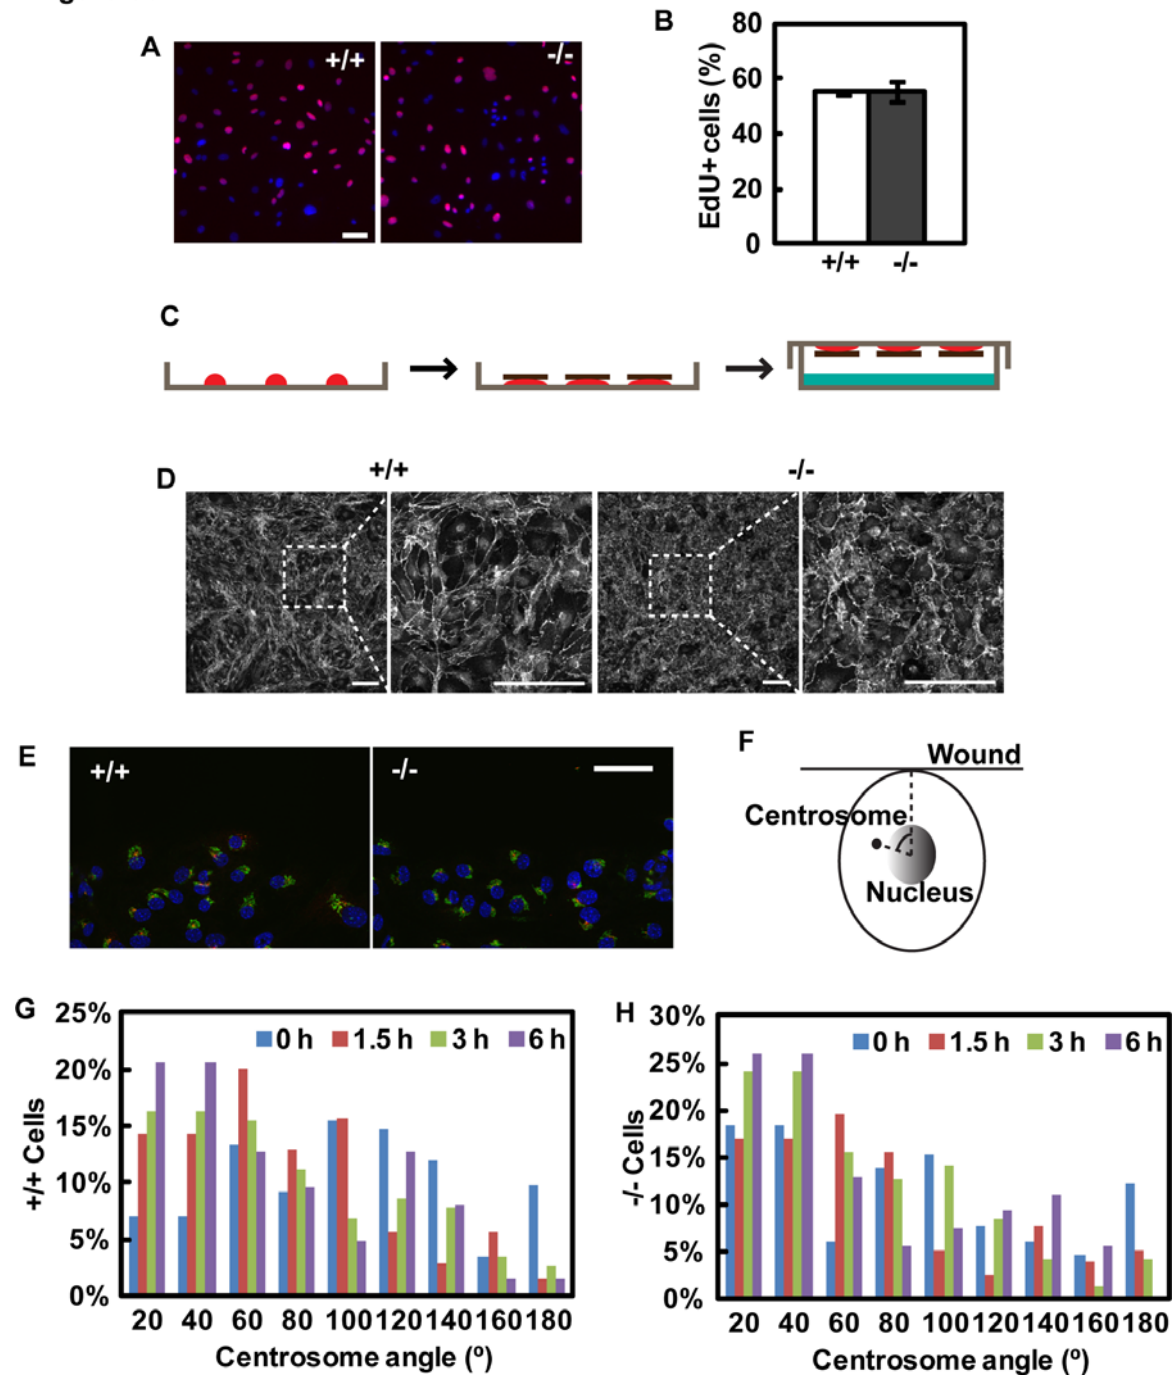 A
+/+
-/-
B
80
60
40
20
0
EdU+ cells (%)
+/+
-/-
C
D
+/+
-/-
E
+/+
-/-
F
Wound
Centrosome
Nucleus
G
25%
20%
15%
10%
5%
0%
+/+ Cells
0 h 1.5 h 3 h 6 h
20 40 60 80 100 120 140 160 180
Centrosome angle (º)
H
30%
25%
20%
15%
10%
5%
0%
-/- Cells
0 h 1.5 h 3 h 6 h
20 40 60 80 100 120 140 160 180
Centrosome angle (º)